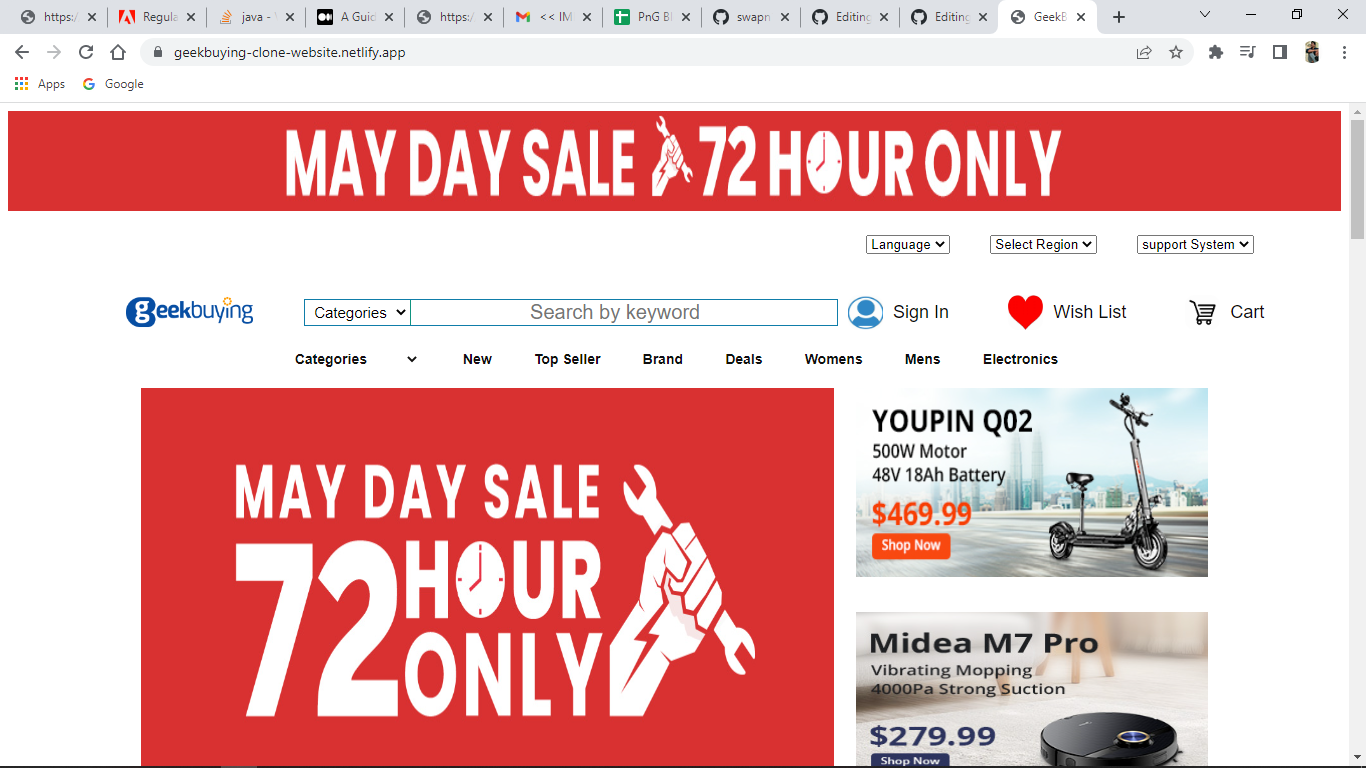 https:/
Regula
java -
A Guid
https:/
<< IM
PnG Bl
swapn
Editing
Editing
GeekB
geekbuying-clone-website.netlify.app
Apps
Google
MAY DAY SALE 72 HOUR ONLY
Language
Select Region
support System
geekbuying
Categories
Search by keyword
Sign In
Wish List
Cart
Categories
New
Top Seller
Brand
Deals
Womens
Mens
Electronics
MAY DAY SALE
72 HOUR
ONLY
YOUPIN Q02
500W Motor
48V 18Ah Battery
$469.99
Shop Now
Midea M7 Pro
Vibrating Mopping
4000Pa Strong Suction
$279.99
Shop Now